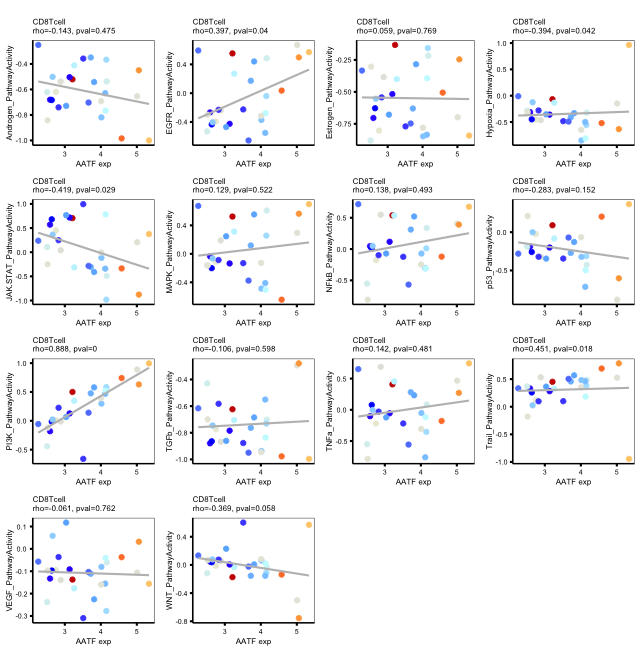 CD8Tcell
rho=-0.143, pval=0.475
Androgen_PathwayActivity
-0.4
-0.6
-0.8
-1.0
3
4
5
AATF exp
CD8Tcell
rho=0.397, pval=0.04
EGFR_PathwayActivity
0.4
0.0
-0.4
3
4
5
AATF exp
CD8Tcell
rho=0.059, pval=0.769
Estrogen_PathwayActivity
-0.25
-0.50
-0.75
3
4
5
AATF exp
CD8Tcell
rho=-0.394, pval=0.042
Hypoxia_PathwayActivity
1.0
0.5
0.0
-0.5
-1.0
3
4
5
AATF exp
CD8Tcell
rho=-0.419, pval=0.029
JAK.STAT_PathwayActivity
1.0
0.5
0.0
-0.5
-1.0
3
4
5
AATF exp
CD8Tcell
rho=0.129, pval=0.522
MAPK_PathwayActivity
0.5
0.0
-0.5
3
4
5
AATF exp
CD8Tcell
rho=0.138, pval=0.493
NFkB_PathwayActivity
0.5
0.0
-0.5
3
4
5
AATF exp
CD8Tcell
rho=-0.283, pval=0.152
p53_PathwayActivity
0.0
-0.5
3
4
5
AATF exp
CD8Tcell
rho=0.888, pval=0
PI3K_PathwayActivity
1.0
0.5
0.0
-0.5
3
4
5
AATF exp
CD8Tcell
rho=-0.106, pval=0.598
TGFb_PathwayActivity
-0.4
-0.6
-0.8
-1.0
3
4
5
AATF exp
CD8Tcell
rho=0.142, pval=0.481
TNFa_PathwayActivity
0.5
0.0
-0.5
3
4
5
AATF exp
CD8Tcell
rho=0.451, pval=0.018
Trail_PathwayActivity
0.5
0.0
-0.5
-1.0
3
4
5
AATF exp
CD8Tcell
rho=-0.061, pval=0.762
VEGF_PathwayActivity
0.1
0.0
-0.1
-0.2
-0.3
3
4
5
AATF exp
CD8Tcell
rho=-0.369, pval=0.058
WNT_PathwayActivity
0.4
0.0
-0.4
-0.8
3
4
5
AATF exp